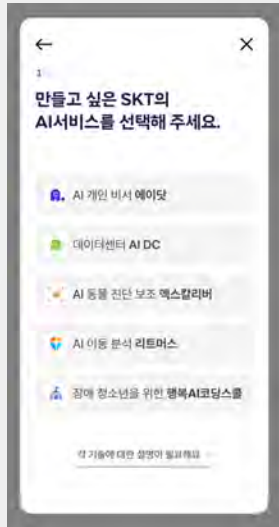 1
만들고 싶은 SKT의
AI서비스를 선택해 주세요.
AI 개인 비서 에이닷
데이터센터 AI DC
AI 동물 진단 보조 엑스칼리버
AI 이동 분석 리트머스
장애 청소년을 위한 행복AI코딩스쿨
각 기술에 대한 설명이 필요해요